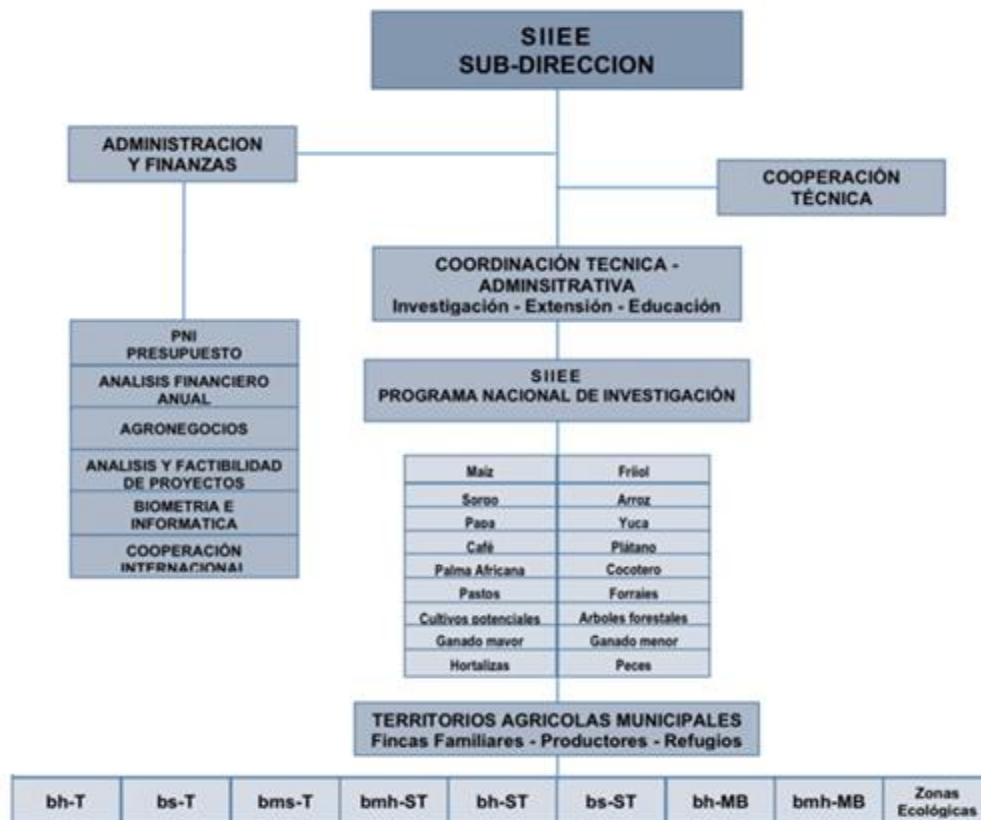 SIIEE
SUB-DIRECCION
ADMINISTRACION
Y FINANZAS
COOPERACIÓN
TÉCNICA
COORDINACIÓN TECNICA -
ADMINSITRATIVA
Investigación - Extensión - Educación
PNI
PRESUPUESTO
ANALISIS FINANCIERO
ANUAL
AGRONEGOCIOS
ANALISIS Y FACTIBILIDAD
DE PROYECTOS
BIOMETRIA E
INFORMATICA
COOPERACIÓN
INTERNACIONAL
SIIEE
PROGRAMA NACIONAL DE INVESTIGACIÓN
Maíz Frijol
Sorgo Arroz
Papa Yuca
Café Plátano
Palma Africana Cocotero
Pastos Forrajes
Cultivos potenciales Arboles forestales
Ganado mayor Ganado menor
Hortalizas Peces
TERRITORIOS AGRICOLAS MUNICIPALES
Fincas Familiares - Productores - Refugios
bh-T bs-T bms-T bmh-ST bh-ST bs-ST bh-MB bmh-MB Zonas
Ecológicas